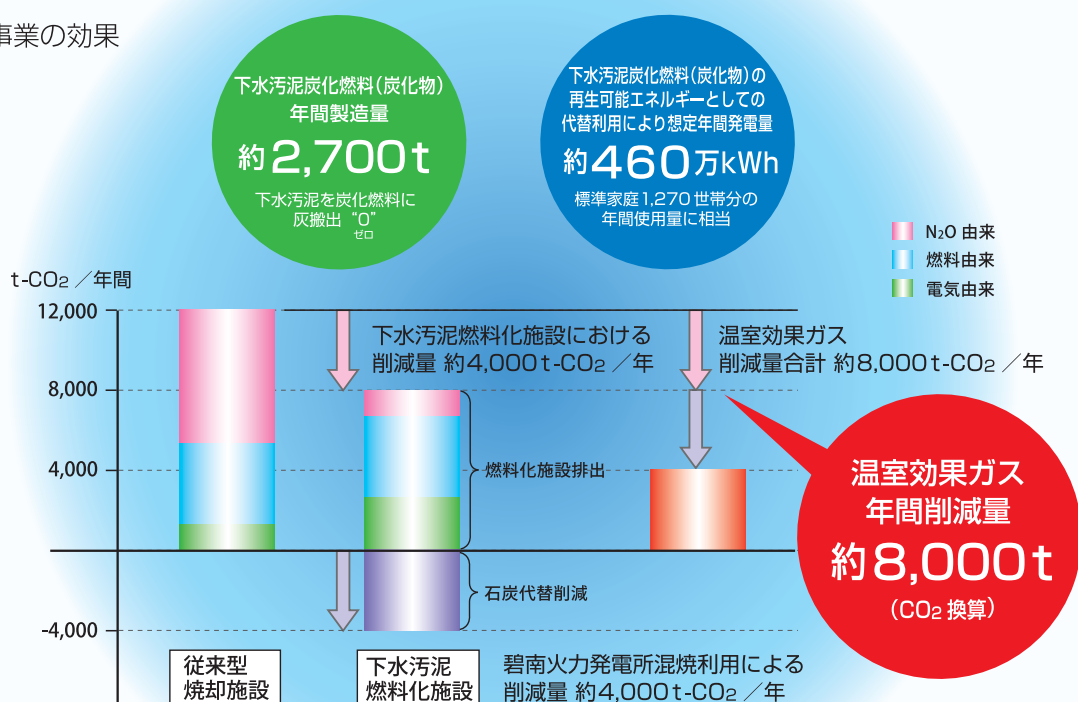 事業の効果
下水汚泥炭化燃料(炭化物)
年間製造量
約2,700t
下水汚泥を炭化燃料に
灰搬出 “0”
ゼロ
下水汚泥炭化燃料(炭化物)の
再生可能エネルギーとしての
代替利用により想定年間発電量
約460万kWh
標準家庭1,270世帯分の
年間使用量に相当
N₂O 由来
燃料由来
電気由来
t-CO₂／年間
12,000
8,000
4,000
-4,000
下水汚泥燃料化施設における
削減量 約4,000t-CO₂／年
温室効果ガス
削減量合計 約8,000t-CO₂／年
燃料化施設排出
石炭代替削減
温室効果ガス
年間削減量
約8,000t
(CO₂ 換算)
従来型
焼却施設
下水汚泥
燃料化施設
碧南火力発電所混焼利用による
削減量 約4,000t-CO₂／年